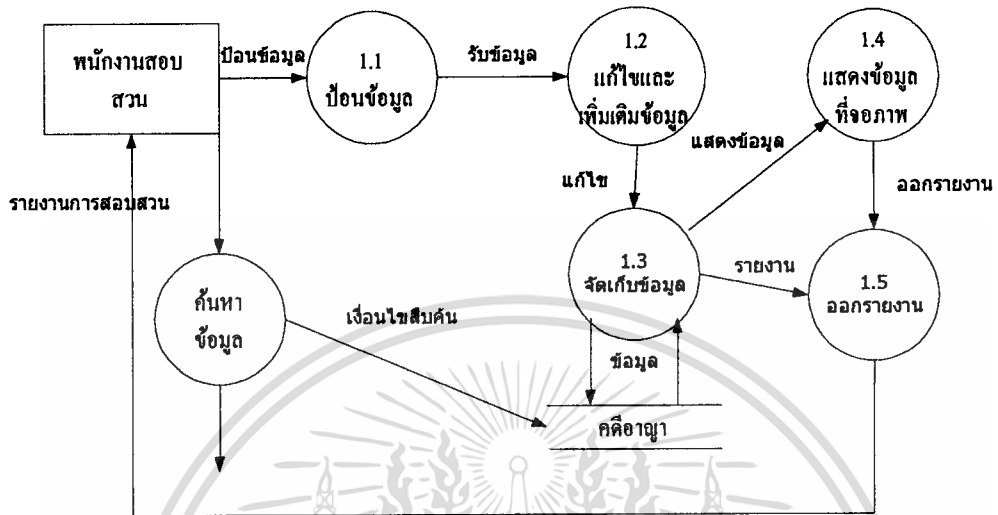 พนักงานสอบ
สวน
ป้อนข้อมูล
1.1
ป้อนข้อมูล
รับข้อมูล
1.2
แก้ไขและ
เพิ่มเติมข้อมูล
1.4
แสดงข้อมูล
ที่จอภาพ
แสดงข้อมูล
แก้ไข
ออกรายงาน
รายงานการสอบสวน
1.3
จัดเก็บข้อมูล
รายงาน
1.5
ออกรายงาน
ค้นหา
ข้อมูล
เงื่อนไขสืบค้น
ข้อมูล
คดีอาญา